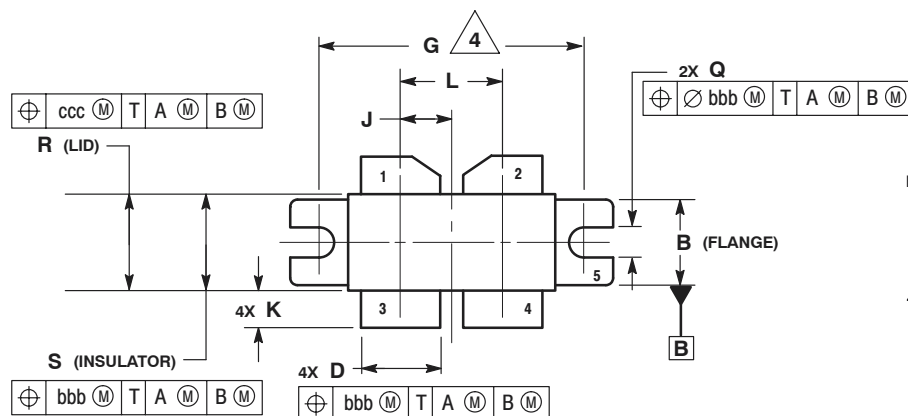 G 4
L
2X Q
⌖ ⌀ bbb Ⓜ T A Ⓜ B Ⓜ
⌖ ccc Ⓜ T A Ⓜ B Ⓜ
J
R (LID)
1
2
B (FLANGE)
5
4X K
3
4
S (INSULATOR)
B
4X D
⌖ bbb Ⓜ T A Ⓜ B Ⓜ
⌖ bbb Ⓜ T A Ⓜ B Ⓜ